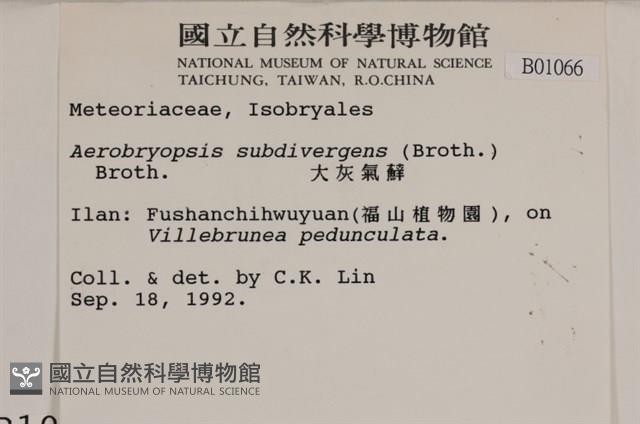 國立自然科學博物館
NATIONAL MUSEUM OF NATURAL SCIENCE
TAICHUNG, TAIWAN, R.O.CHINA
B01066
Meteoriaceae, Isobryales
Aerobryopsis subdivergens (Broth.)
Broth. 大灰氣蘚
Ilan: Fushanchihwuyuan(福山植物園), on
Villebrunea pedunculata.
Coll. & det. by C.K. Lin
Sep. 18, 1992.
國立自然科學博物館
NATIONAL MUSEUM OF NATURAL SCIENCE